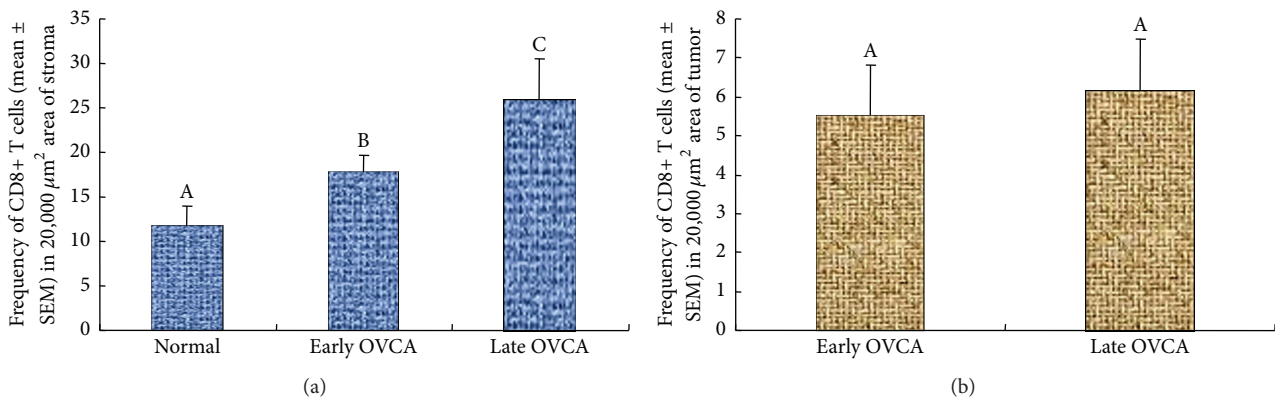 Frequency of CD8+ T cells (mean ±
SEM) in 20,000 μm² area of stroma
35
30
25
20
15
10
5
0
A
B
C
Normal
Early OVCA
Late OVCA
(a)
Frequency of CD8+ T cells (mean ±
SEM) in 20,000 μm² area of tumor
8
7
6
5
4
3
2
1
0
A
A
Early OVCA
Late OVCA
(b)